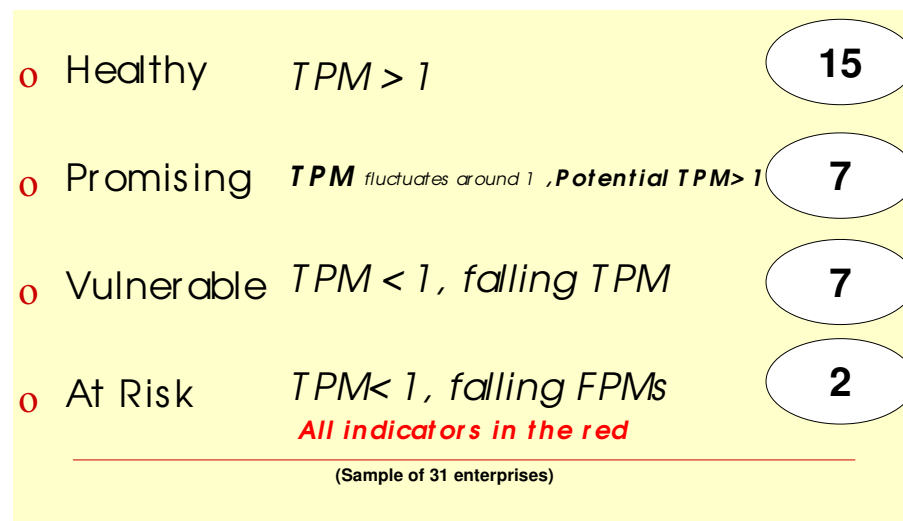 o Healthy TPM > 1 15
o Promising TPM fluctuates around 1 ,Potential TPM> 1 7
o Vulnerable TPM < 1, falling TPM 7
o At Risk TPM< 1, falling FPMs 2
All indicators in the red
(Sample of 31 enterprises)